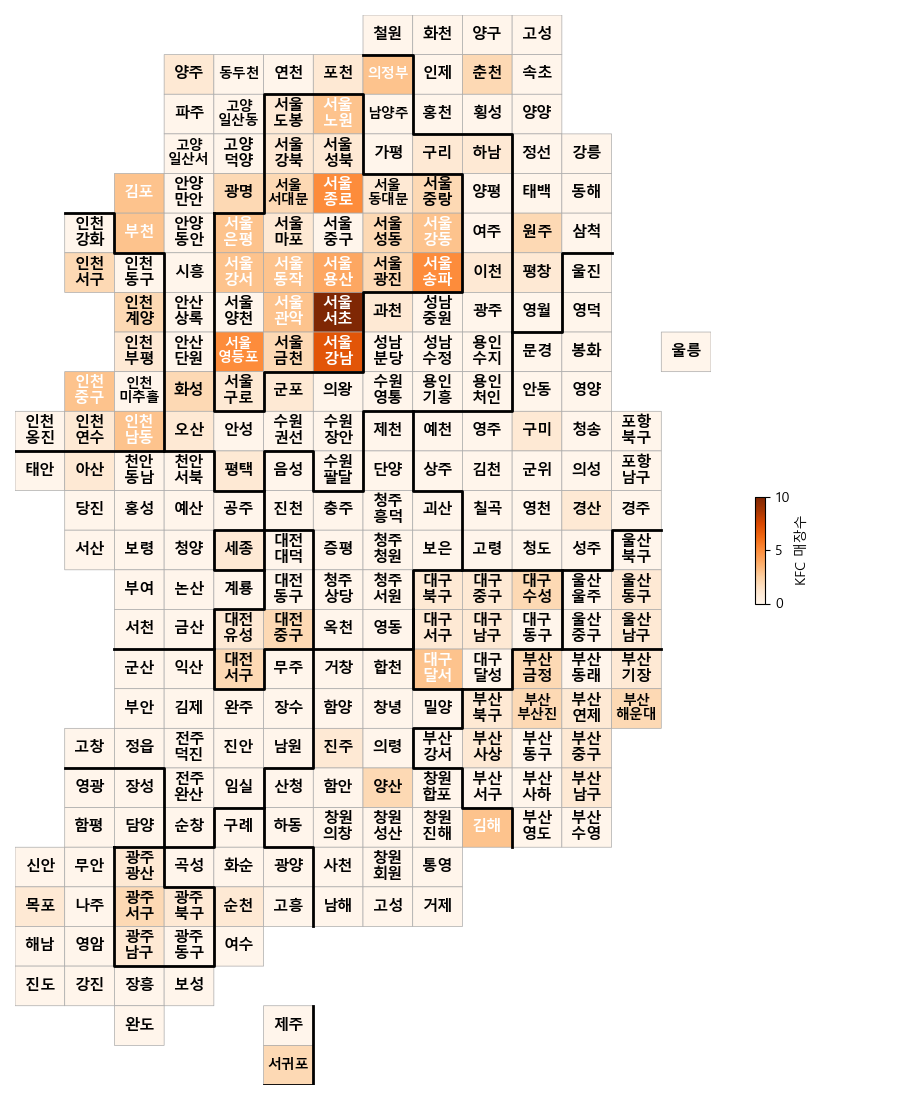 철원 화천 양구 고성
양주 동두천 연천 포천 의정부 인제 춘천 속초
파주 고양 일산동 서울 도봉 서울 노원 남양주 홍천 횡성 양양
고양 일산서 고양 덕양 서울 강북 서울 성북 가평 구리 하남 정선 강릉
김포 안양 만안 광명 서울 서대문 서울 종로 서울 동대문 서울 중랑 양평 태백 동해
인천 강화 부천 안양 동안 서울 은평 서울 마포 서울 중구 서울 성동 서울 강동 여주 원주 삼척
인천 서구 인천 동구 시흥 서울 강서 서울 동작 서울 용산 서울 광진 서울 송파 이천 평창 울진
인천 계양 안산 상록 서울 양천 서울 관악 서울 서초 과천 성남 중원 광주 영월 영덕
인천 부평 안산 단원 서울 영등포 서울 금천 서울 강남 성남 분당 성남 수정 용인 수지 문경 봉화 울릉
인천 중구 인천 미추홀 화성 서울 구로 군포 의왕 수원 영통 용인 기흥 용인 처인 안동 영양
인천 옹진 인천 연수 인천 남동 오산 안성 수원 권선 수원 장안 제천 예천 영주 구미 청송 포항 북구
태안 아산 천안 동남 천안 서북 평택 음성 수원 팔달 단양 상주 김천 군위 의성 포항 남구
당진 홍성 예산 공주 진천 충주 청주 흥덕 괴산 칠곡 영천 경산 경주
서산 보령 청양 세종 대전 대덕 증평 청주 청원 보은 고령 청도 성주 울산 북구
부여 논산 계룡 대전 동구 청주 상당 청주 서원 대구 북구 대구 중구 대구 수성 울산 울주 울산 동구
서천 금산 대전 유성 대전 중구 옥천 영동 대구 서구 대구 남구 대구 동구 울산 중구 울산 남구
군산 익산 대전 서구 무주 거창 합천 대구 달서 대구 달성 부산 금정 부산 동래 부산 기장
부안 김제 완주 장수 함양 창녕 밀양 부산 북구 부산 부산진 부산 연제 부산 해운대
고창 정읍 전주 덕진 진안 남원 진주 의령 부산 강서 부산 사상 부산 동구 부산 중구
영광 장성 전주 완산 임실 산청 함안 양산 창원 합포 부산 서구 부산 사하 부산 남구
함평 담양 순창 구례 하동 창원 의창 창원 성산 창원 진해 김해 부산 영도 부산 수영
신안 무안 광주 광산 곡성 화순 광양 사천 창원 회원 통영
목포 나주 광주 서구 광주 북구 순천 고흥 남해 고성 거제
해남 영암 광주 남구 광주 동구 여수
진도 강진 장흥 보성
완도 제주
서귀포
10
5
0
KFC 매장수